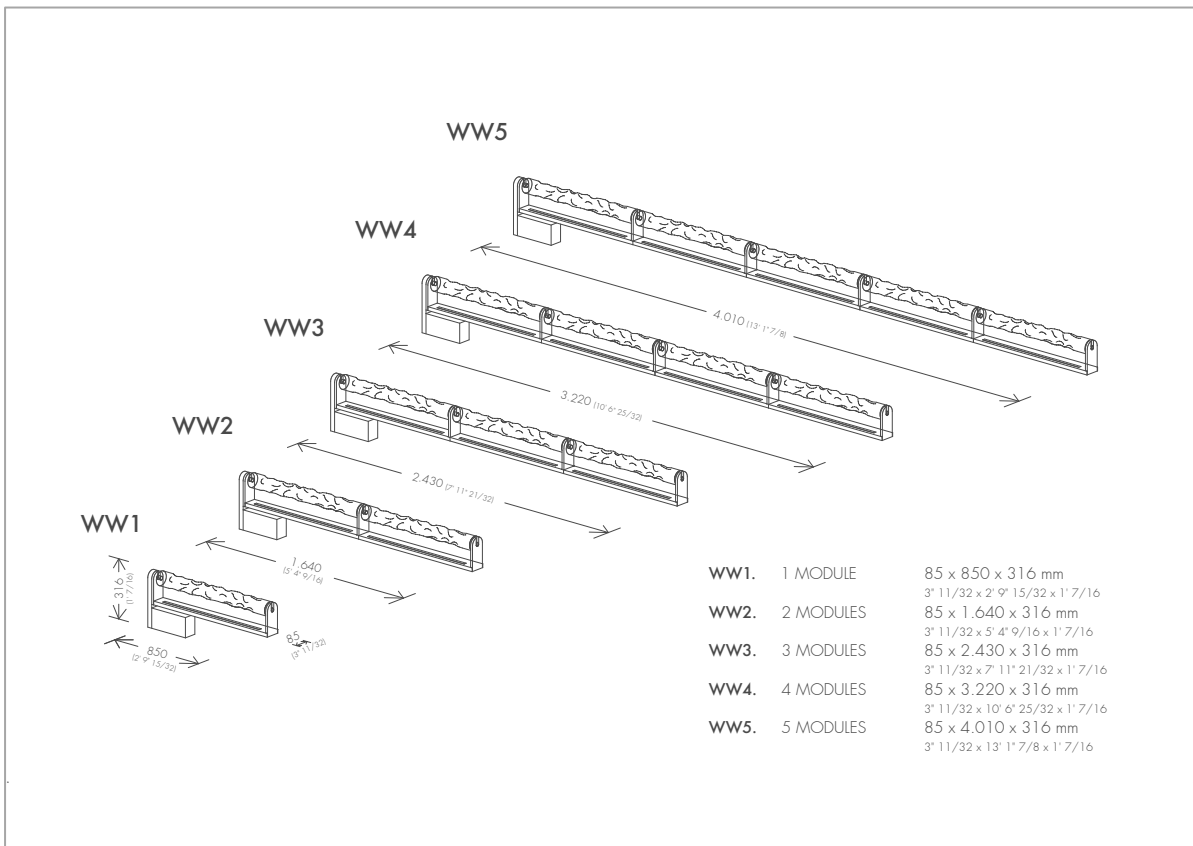 WW5
WW4
4.010 (13' 1" 7/8)
WW3
3.220 (10' 6" 25/32)
WW2
2.430 (7' 11" 21/32)
WW1
1.640
(5' 4" 9/16)
316
(1' 7/16)
85
(3" 11/32)
850
(2' 9" 15/32)
WW1. 1 MODULE 85 x 850 x 316 mm
3" 11/32 x 2' 9" 15/32 x 1' 7/16
WW2. 2 MODULES 85 x 1.640 x 316 mm
3" 11/32 x 5' 4" 9/16 x 1' 7/16
WW3. 3 MODULES 85 x 2.430 x 316 mm
3" 11/32 x 7' 11" 21/32 x 1' 7/16
WW4. 4 MODULES 85 x 3.220 x 316 mm
3" 11/32 x 10' 6" 25/32 x 1' 7/16
WW5. 5 MODULES 85 x 4.010 x 316 mm
3" 11/32 x 13' 1" 7/8 x 1' 7/16